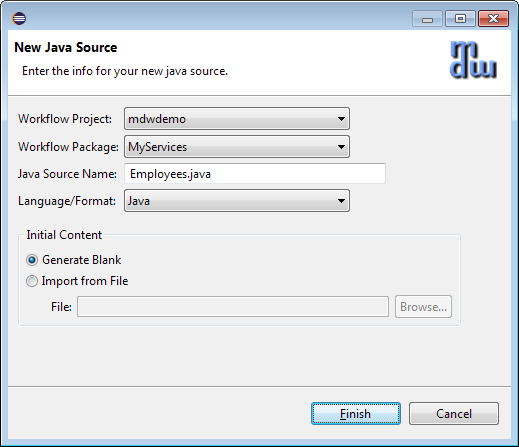 New Java Source
Enter the info for your new java source.
mdw
Workflow Project: mdwdemo
Workflow Package: MyServices
Java Source Name: Employees.java
Language/Format: Java
Initial Content
Generate Blank
Import from File
File: Browse...
Finish Cancel